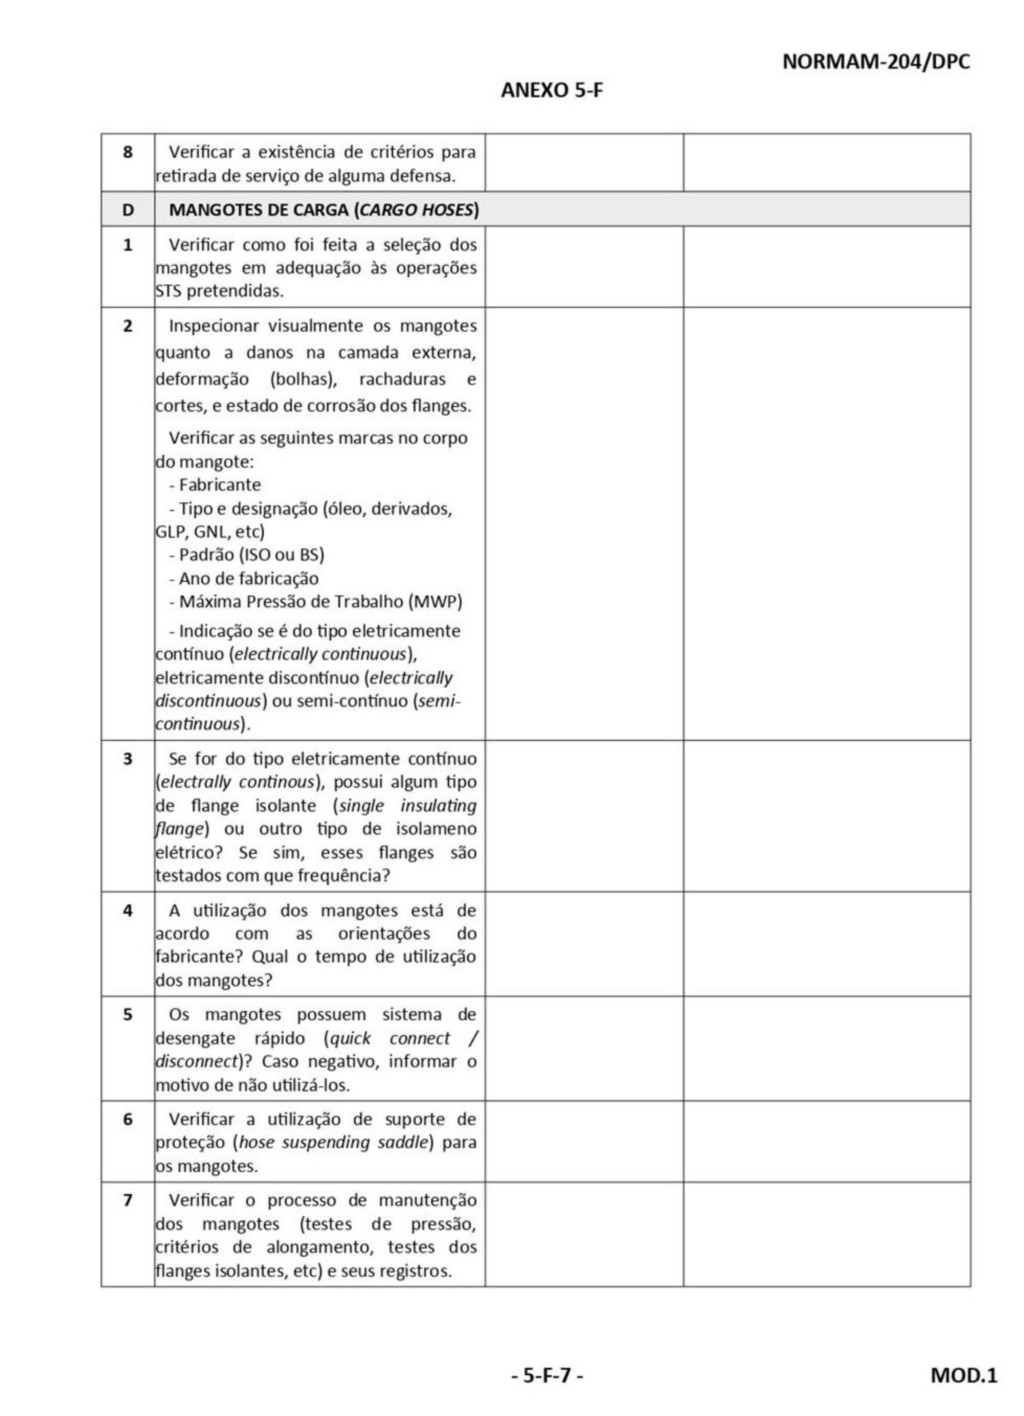 NORMAM-204/DPC
ANEXO 5-F
8 Verificar a existência de critérios para
retirada de serviço de alguma defensa.
D MANGOTES DE CARGA (CARGO HOSES)
1 Verificar como foi feita a seleção dos
mangotes em adequação às operações
STS pretendidas.
2 Inspecionar visualmente os mangotes
quanto a danos na camada externa,
deformação (bolhas), rachaduras e
cortes, e estado de corrosão dos flanges.
Verificar as seguintes marcas no corpo
do mangote:
- Fabricante
- Tipo e designação (óleo, derivados,
GLP, GNL, etc)
- Padrão (ISO ou BS)
- Ano de fabricação
- Máxima Pressão de Trabalho (MWP)
- Indicação se é do tipo eletricamente
contínuo (electrically continuous),
eletricamente discontínuo (electrically
discontinuous) ou semi-contínuo (semi-
continuous).
3 Se for do tipo eletricamente contínuo
(electrally continous), possui algum tipo
de flange isolante (single insulating
flange) ou outro tipo de isolameno
elétrico? Se sim, esses flanges são
testados com que frequência?
4 A utilização dos mangotes está de
acordo com as orientações do
fabricante? Qual o tempo de utilização
dos mangotes?
5 Os mangotes possuem sistema de
desengate rápido (quick connect /
disconnect)? Caso negativo, informar o
motivo de não utilizá-los.
6 Verificar a utilização de suporte de
proteção (hose suspending saddle) para
os mangotes.
7 Verificar o processo de manutenção
dos mangotes (testes de pressão,
critérios de alongamento, testes dos
flanges isolantes, etc) e seus registros.
- 5-F-7 -
MOD.1